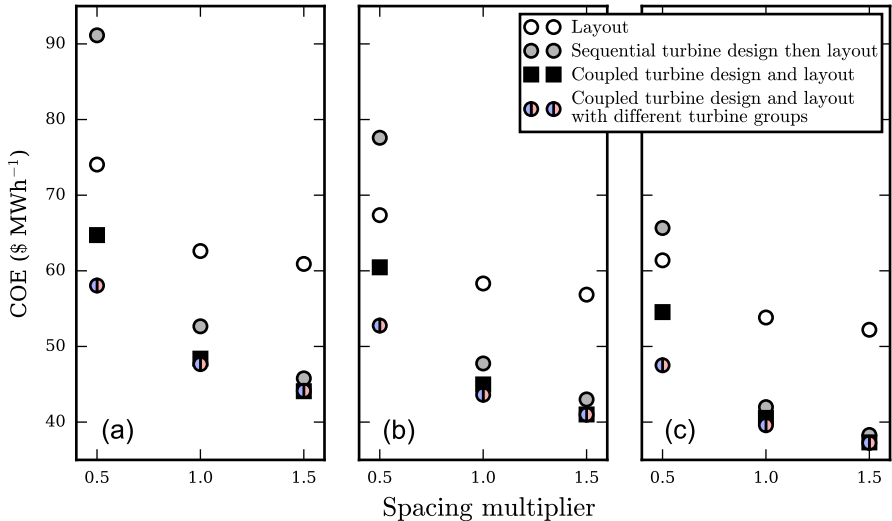 Layout
Sequential turbine design then layout
Coupled turbine design and layout
Coupled turbine design and layout
with different turbine groups
COE ($ MWh⁻¹)
90
80
70
60
50
40
(a)
(b)
(c)
0.5 1.0 1.5
0.5 1.0 1.5
0.5 1.0 1.5
Spacing multiplier